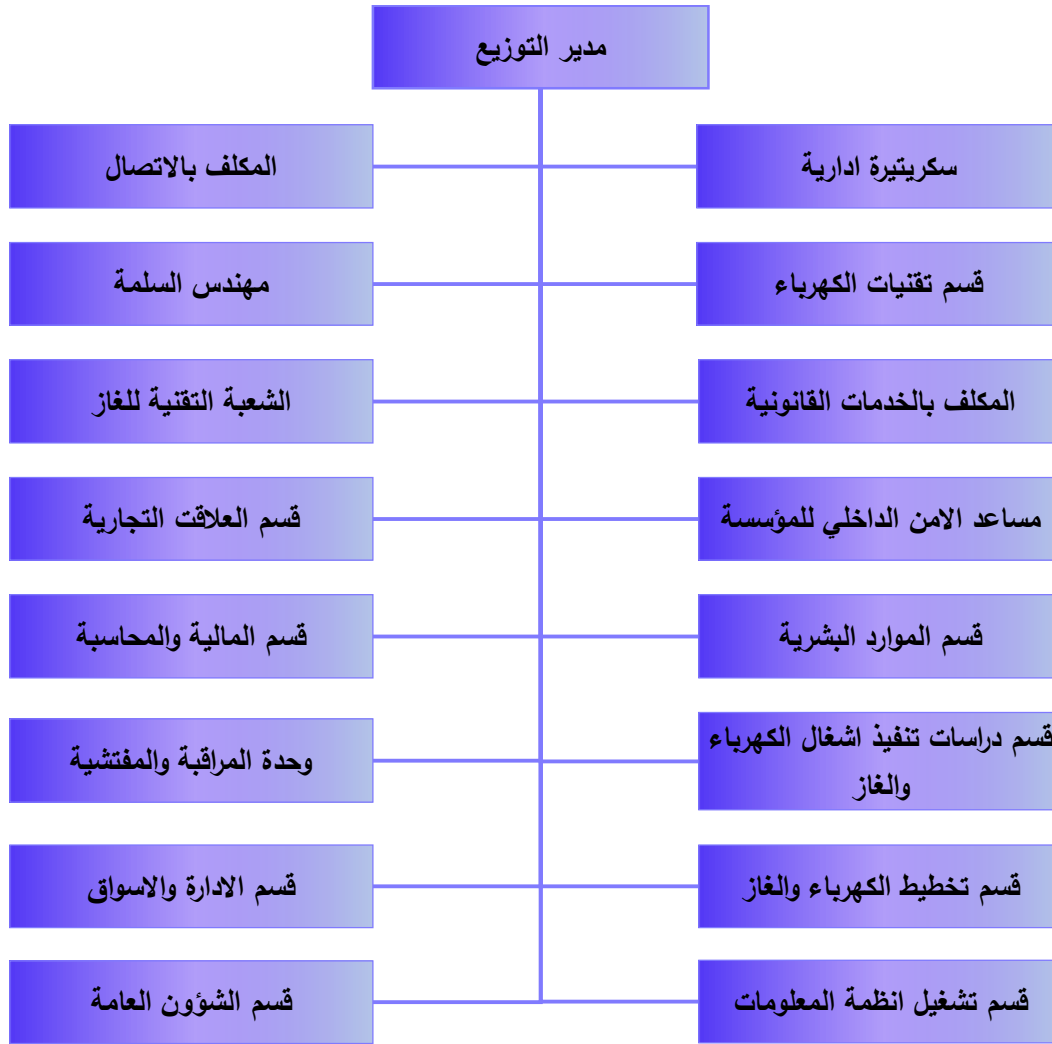 مدير التوزيع
سكريتيرة ادارية
المكلف بالاتصال
قسم تقنيات الكهرباء
مهندس السلمة
المكلف بالخدمات القانونية
الشعبة التقنية للغاز
مساعد الامن الداخلي للمؤسسة
قسم العلاقت التجارية
قسم الموارد البشرية
قسم المالية والمحاسبة
قسم دراسات تنفيذ اشغال الكهرباء
والغاز
وحدة المراقبة والمفتشية
قسم تخطيط الكهرباء والغاز
قسم الادارة والاسواق
قسم تشغيل انظمة المعلومات
قسم الشؤون العامة